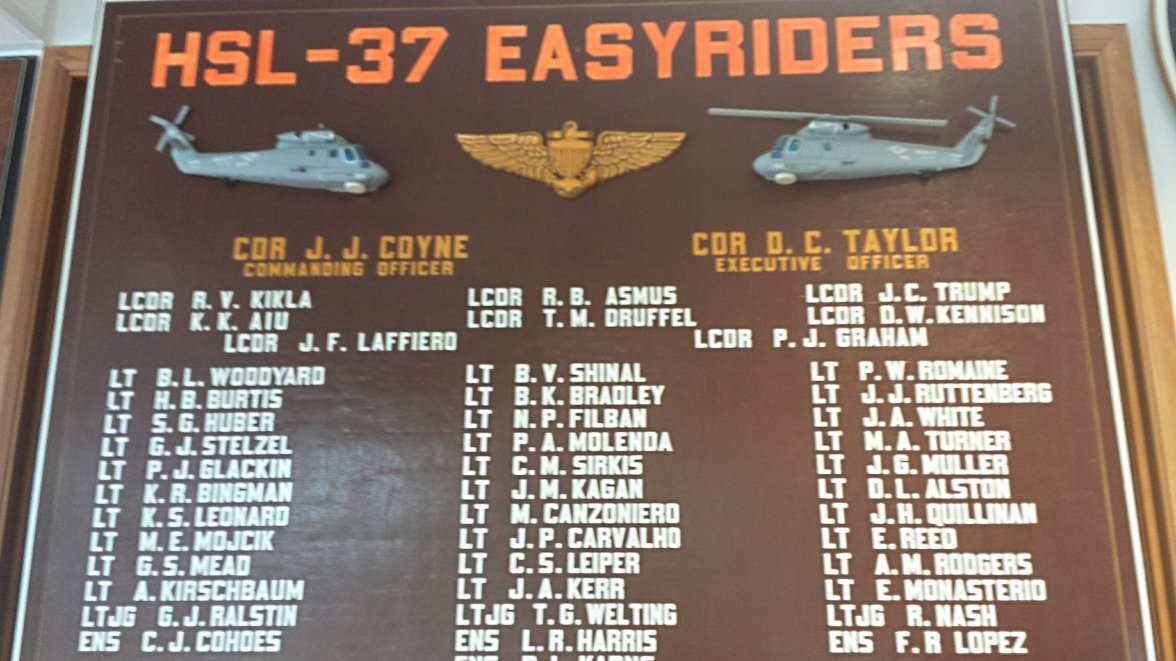 HSL-37 EASYRIDERS
CDR J. J. COYNE CDR D. C. TAYLOR
COMMANDING OFFICER EXECUTIVE OFFICER
LCDR R. V. KIKLA LCDR R. B. ASMUS LCDR J. C. TRUMP
LCDR K. K. AIU LCDR T. M. DRUFFEL LCDR D. W. KENNISON
LCDR J. F. LAFFIERO LCDR P. J. GRAHAM
LT B. L. WOODYARD LT B. V. SHINAL LT P. W. ROMAINE
LT H. B. BURTIS LT B. K. BRADLEY LT J. J. RUTTENBERG
LT S. G. HUBER LT N. P. FILBAN LT J. A. WHITE
LT G. J. STELZEL LT P. A. MOLENDA LT M. A. TURNER
LT P. J. GLACKIN LT C. M. SIRKIS LT J. G. MULLER
LT K. R. BINGMAN LT J. M. KAGAN LT D. L. ALSTON
LT K. S. LEONARD LT M. CANZONIERO LT J. H. QUILLINAN
LT M. E. MOJCIK LT J. P. CARVALHO LT E. REED
LT G. S. MEAD LT C. S. LEIPER LT A. M. RODGERS
LT A. KIRSCHBAUM LT J. A. KERR LT E. MONASTERIO
LTJG G. J. RALSTIN LTJG T. G. WELTING LTJG R. NASH
ENS C. J. COHOES ENS L. R. HARRIS ENS F. R LOPEZ
ENS